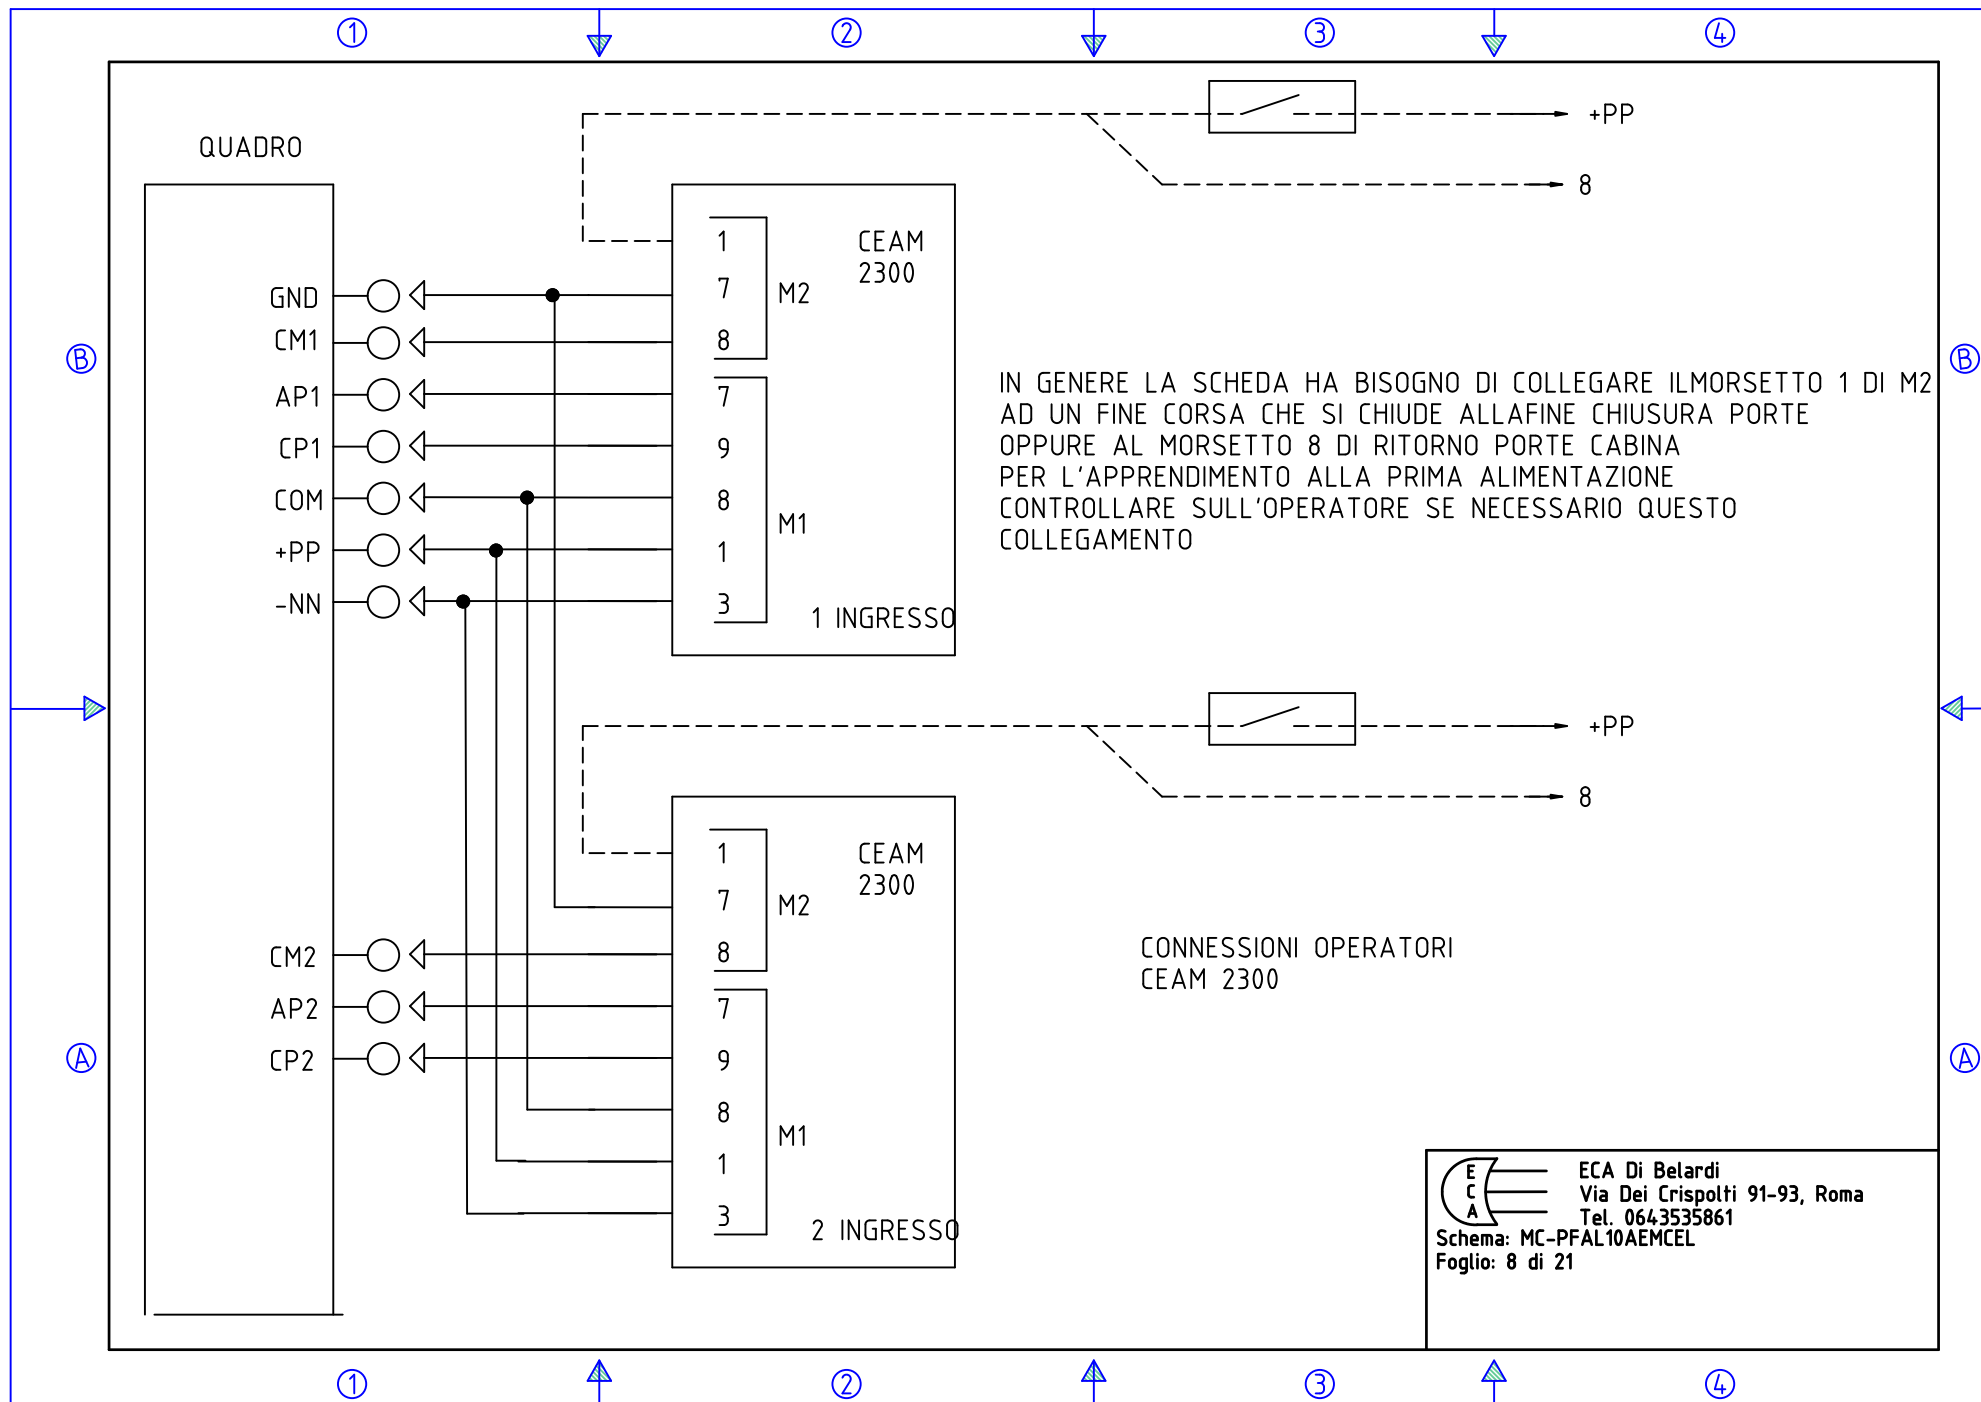 1 2 3 4
+PP
QUADRO
8
1
CEAM
2300
GND
7
M2
CM1
8
B
B
IN GENERE LA SCHEDA HA BISOGNO DI COLLEGARE ILMORSETTO 1 DI M2
AD UN FINE CORSA CHE SI CHIUDE ALLAFINE CHIUSURA PORTE
OPPURE AL MORSETTO 8 DI RITORNO PORTE CABINA
PER L'APPRENDIMENTO ALLA PRIMA ALIMENTAZIONE
CONTROLLARE SULL'OPERATORE SE NECESSARIO QUESTO
COLLEGAMENTO
AP1
7
CP1
9
COM
8
M1
+PP
1
-NN
3
1 INGRESSO
+PP
8
1
CEAM
2300
7
M2
CM2
8
CONNESSIONI OPERATORI
CEAM 2300
AP2
7
A
CP2
9
A
8
M1
1
3
2 INGRESSO
E
C
A
ECA Di Belardi
Via Dei Crispolti 91-93, Roma
Tel. 0643535861
Schema: MC-PFAL10AEMCEL
Foglio: 8 di 21
1 2 3 4